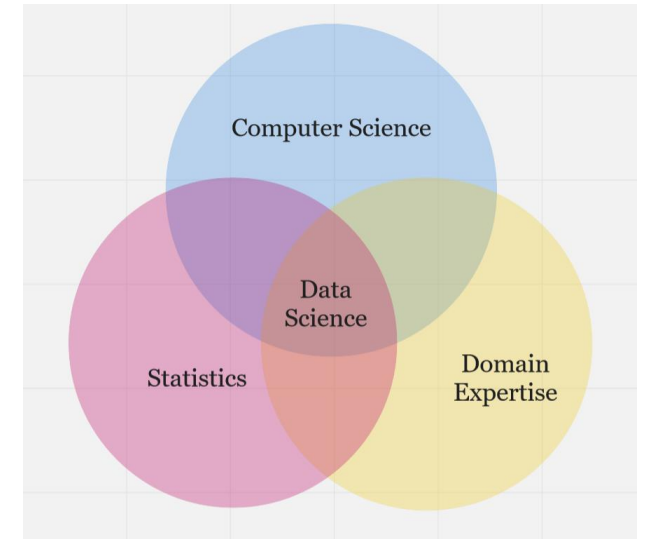 Computer Science
Data
Science
Statistics
Domain
Expertise